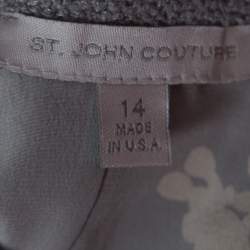 ST. JOHN COUTURE
14
MADE
IN U.S.A.